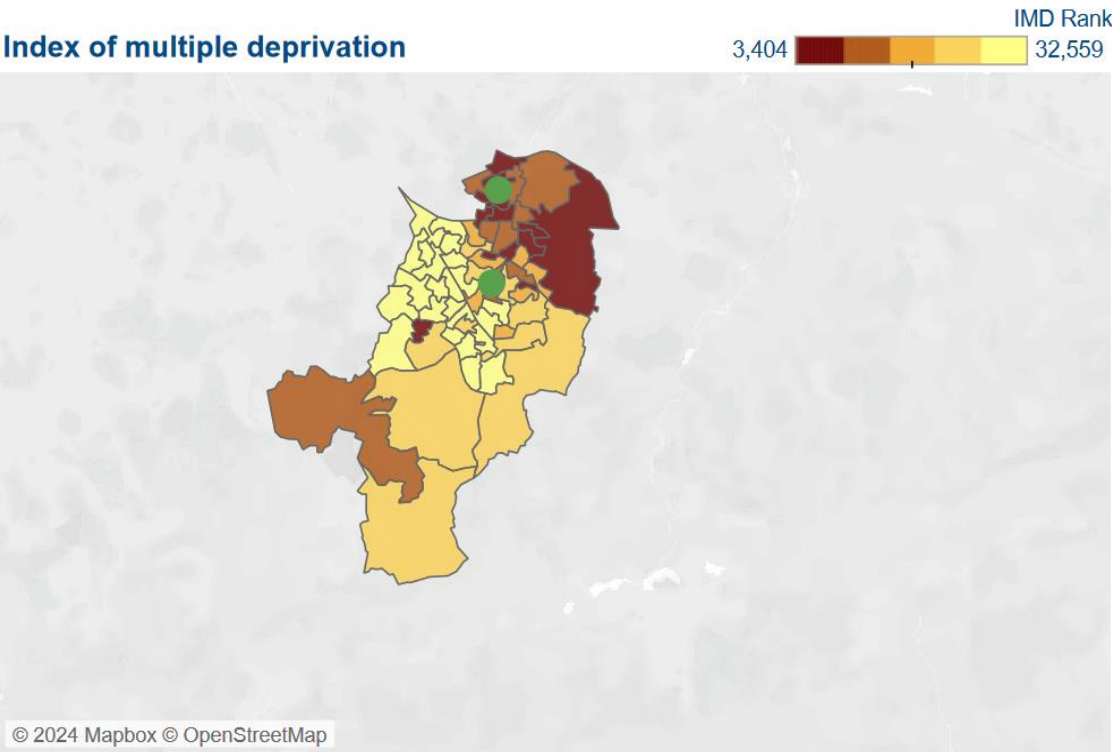 IMD Rank
Index of multiple deprivation
3,404
32,559
© 2024 Mapbox © OpenStreetMap